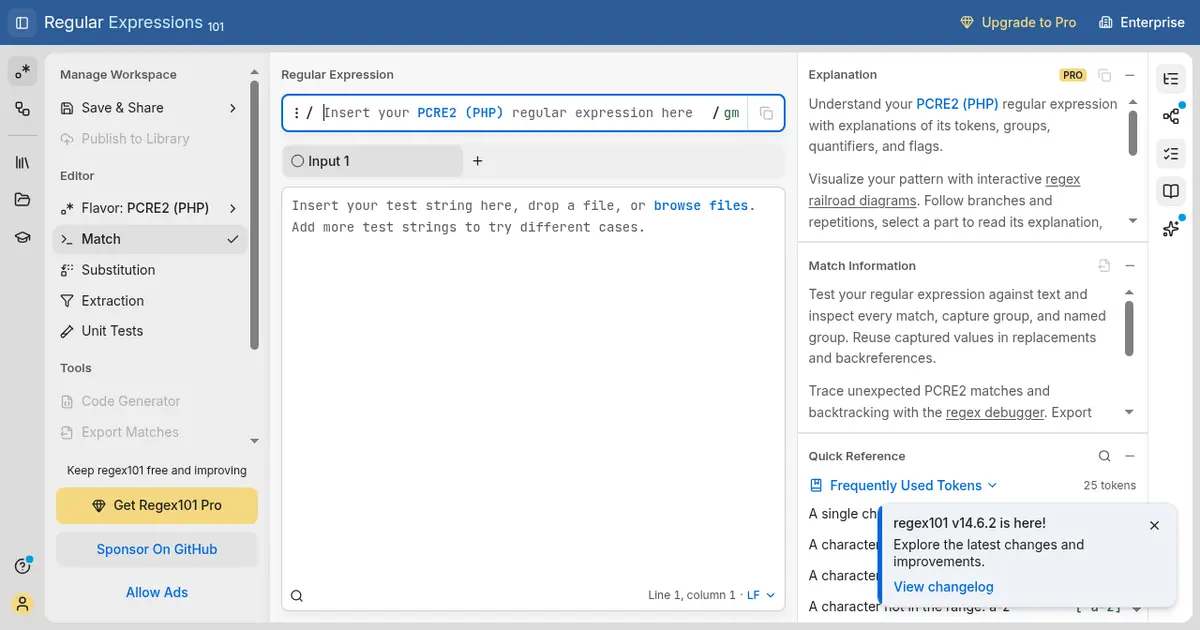 Regular Expressions 101
Upgrade to Pro
Enterprise
Manage Workspace
Save & Share
Publish to Library
Editor
Flavor: PCRE2 (PHP)
Match
Substitution
Extraction
Unit Tests
Tools
Code Generator
Export Matches
Keep regex101 free and improving
Get Regex101 Pro
Sponsor On GitHub
Allow Ads
Regular Expression
/ Insert your PCRE2 (PHP) regular expression here / gm
Input 1
Insert your test string here, drop a file, or browse files.
Add more test strings to try different cases.
Line 1, column 1 · LF
Explanation
PRO
Understand your PCRE2 (PHP) regular expression
with explanations of its tokens, groups,
quantifiers, and flags.
Visualize your pattern with interactive regex
railroad diagrams. Follow branches and
repetitions, select a part to read its explanation,
Match Information
Test your regular expression against text and
inspect every match, capture group, and named
group. Reuse captured values in replacements
and backreferences.
Trace unexpected PCRE2 matches and
backtracking with the regex debugger. Export
Quick Reference
Frequently Used Tokens
25 tokens
A single
A character
A character
A character not in the range: a-z
regex101 v14.6.2 is here!
Explore the latest changes and
improvements.
View changelog